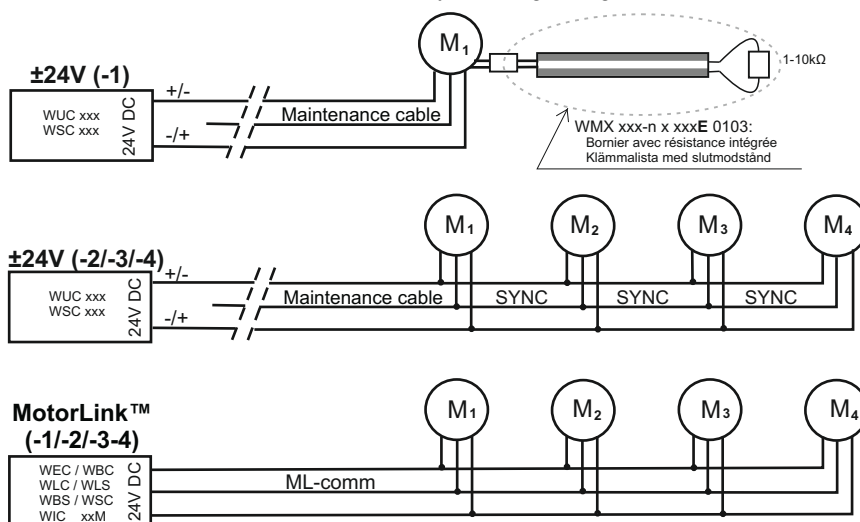 M1
1-10kΩ
±24V (-1)
WUC xxx
WSC xxx
24V DC
+/-
Maintenance cable
-/+
WMX xxx-n x xxxE 0103:
Bornier avec résistance intégrée
Klämmalista med slutmodstånd
M1 M2 M3 M4
±24V (-2/-3/-4)
WUC xxx
WSC xxx
24V DC
+/-
Maintenance cable SYNC SYNC SYNC
-/+
MotorLink™
(-1/-2/-3-4)
M1 M2 M3 M4
WEC / WBC
WLC / WLS
WBS / WSC
WIC xxM
24V DC
ML-comm